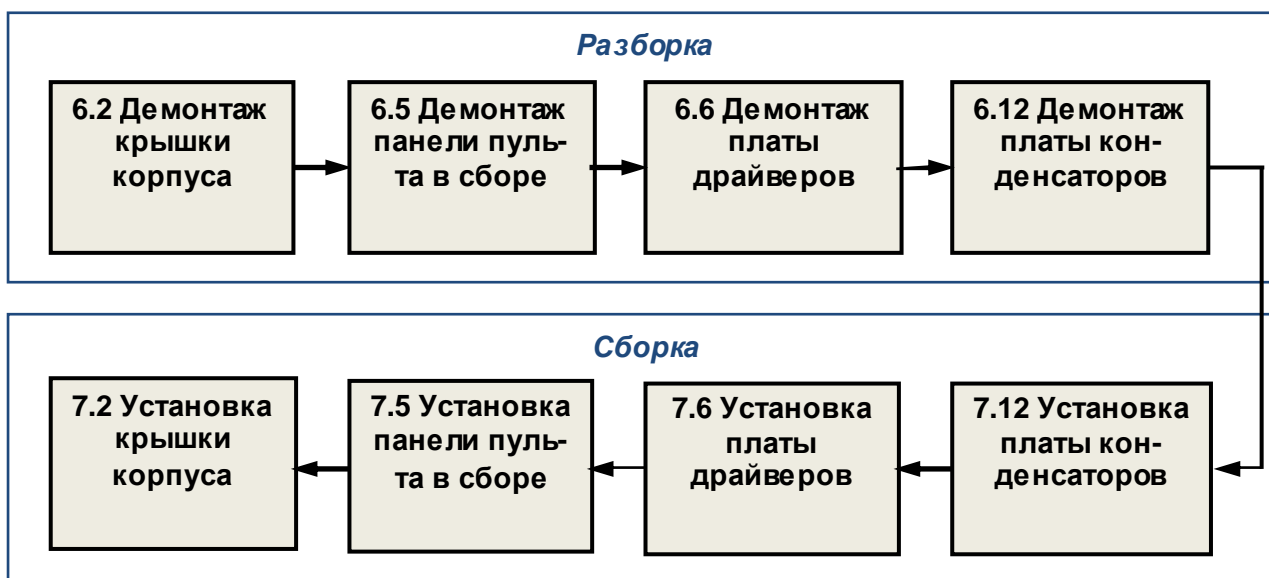 Разборка
6.2 Демонтаж
крышки
корпуса
6.5 Демонтаж
панели пуль-
та в сборе
6.6 Демонтаж
платы
драйверов
6.12 Демонтаж
платы кон-
денсаторов
Сборка
7.2 Установка
крышки
корпуса
7.5 Установка
панели пуль-
та в сборе
7.6 Установка
платы
драйверов
7.12 Установка
платы кон-
денсаторов